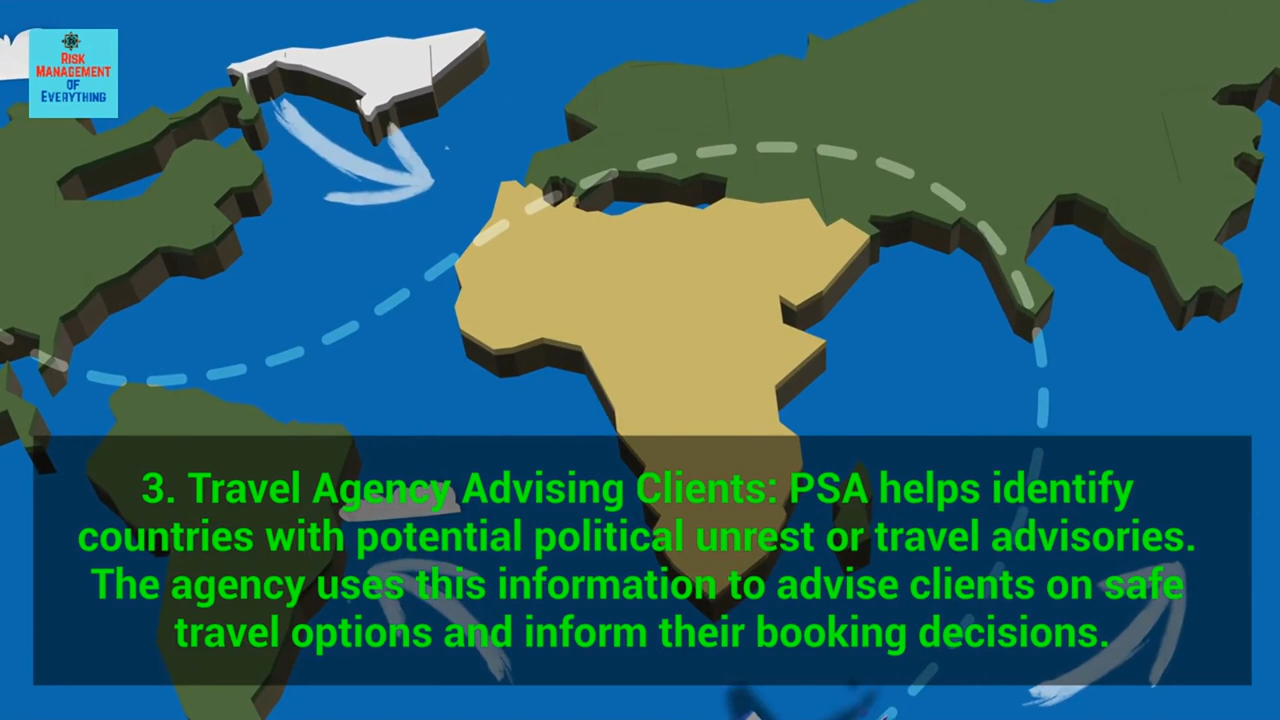 RISK
MANAGEMENT
OF
EVERYTHING
3. Travel Agency Advising Clients: PSA helps identify
countries with potential political unrest or travel advisories.
The agency uses this information to advise clients on safe
travel options and inform their booking decisions.